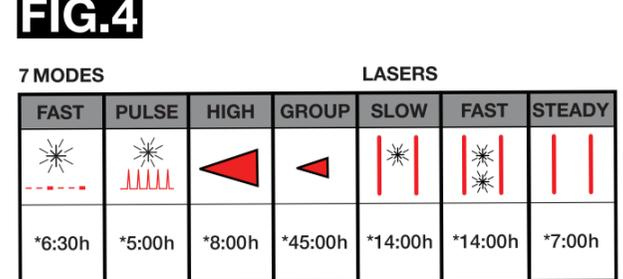 FIG.4
7 MODES LASERS
FAST PULSE HIGH GROUP SLOW FAST STEADY
*6:30h *5:00h *8:00h *45:00h *14:00h *14:00h *7:00h